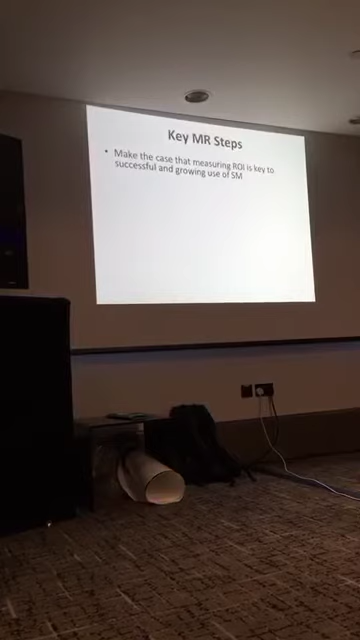 Key MR Steps
• Make the case that measuring ROI is key to
successful and growing use of SM